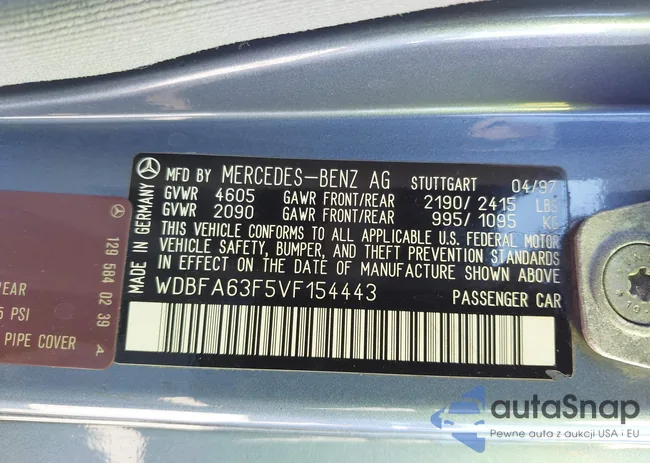 MFD BY MERCEDES-BENZ AG STUTTGART 04/97
GVWR 4605 GAWR FRONT/REAR 2190/2415 LBS
GVWR 2090 GAWR FRONT/REAR 995/1095 KG
THIS VEHICLE CONFORMS TO ALL APPLICABLE U.S. FEDERAL MOTOR
VEHICLE SAFETY, BUMPER, AND THEFT PREVENTION STANDARDS
IN EFFECT ON THE DATE OF MANUFACTURE SHOWN ABOVE.
WDBFA63F5VF154443 PASSENGER CAR
MADE IN GERMANY
129 584 02 39 A
EAR
5 PSI
PIPE COVER
autaSnap
Pewne auta z aukcji USA i EU